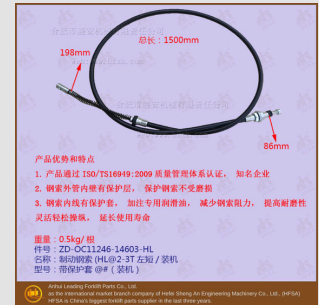 总长：1500mm
198mm
86mm
产品优势和特点
1. 产品通过 ISO/TS16949:2009 质量管理体系认证， 知名企业
2. 钢索外管内壁有保护层， 保护钢索不受磨损
3. 钢索内线有保护套， 加注专用润滑油， 减少钢索阻力， 提高耐磨性
灵活轻松操纵， 延长使用寿命
重量：0.5kg/ 根
件号：ZD-OC11246-14603-HL
名称：制动钢索 (HL@2-3T 左短 / 装机)
型号：带保护套 @#（装机）
Anhui Leading Forklift Parts Co., Ltd.
as the international market branch company of Hefei Sheng An Engineering Machinery Co., Ltd., (HFSA)
HFSA is China's biggest forklift parts supplier in the last three years.